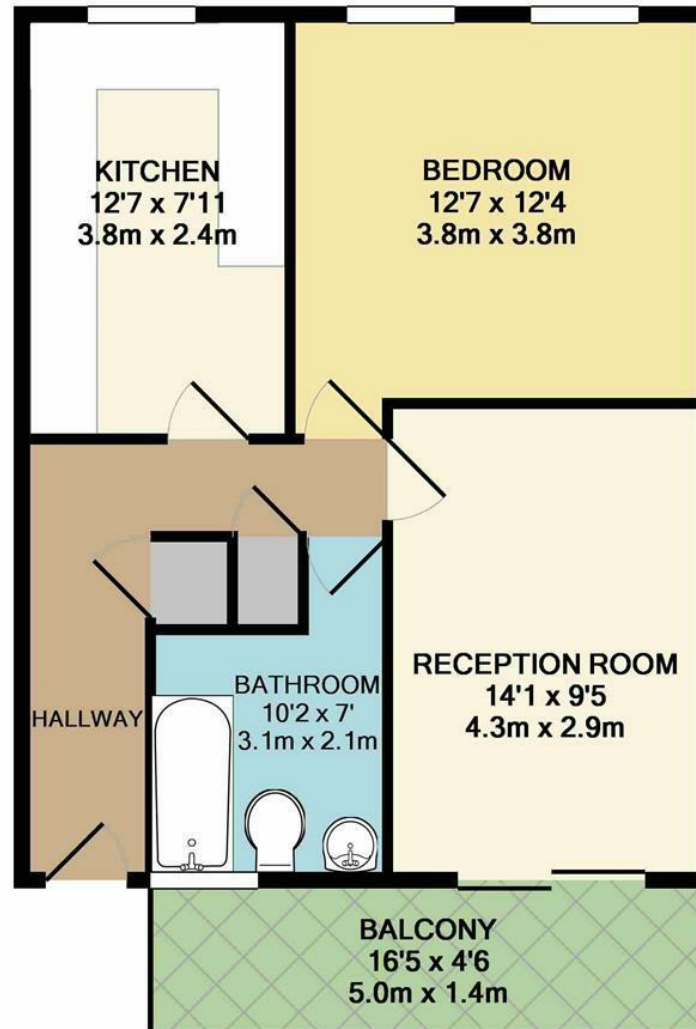 KITCHEN
12'7 x 7'11
3.8m x 2.4m
BEDROOM
12'7 x 12'4
3.8m x 3.8m
RECEPTION ROOM
14'1 x 9'5
4.3m x 2.9m
BATHROOM
10'2 x 7'
3.1m x 2.1m
HALLWAY
BALCONY
16'5 x 4'6
5.0m x 1.4m